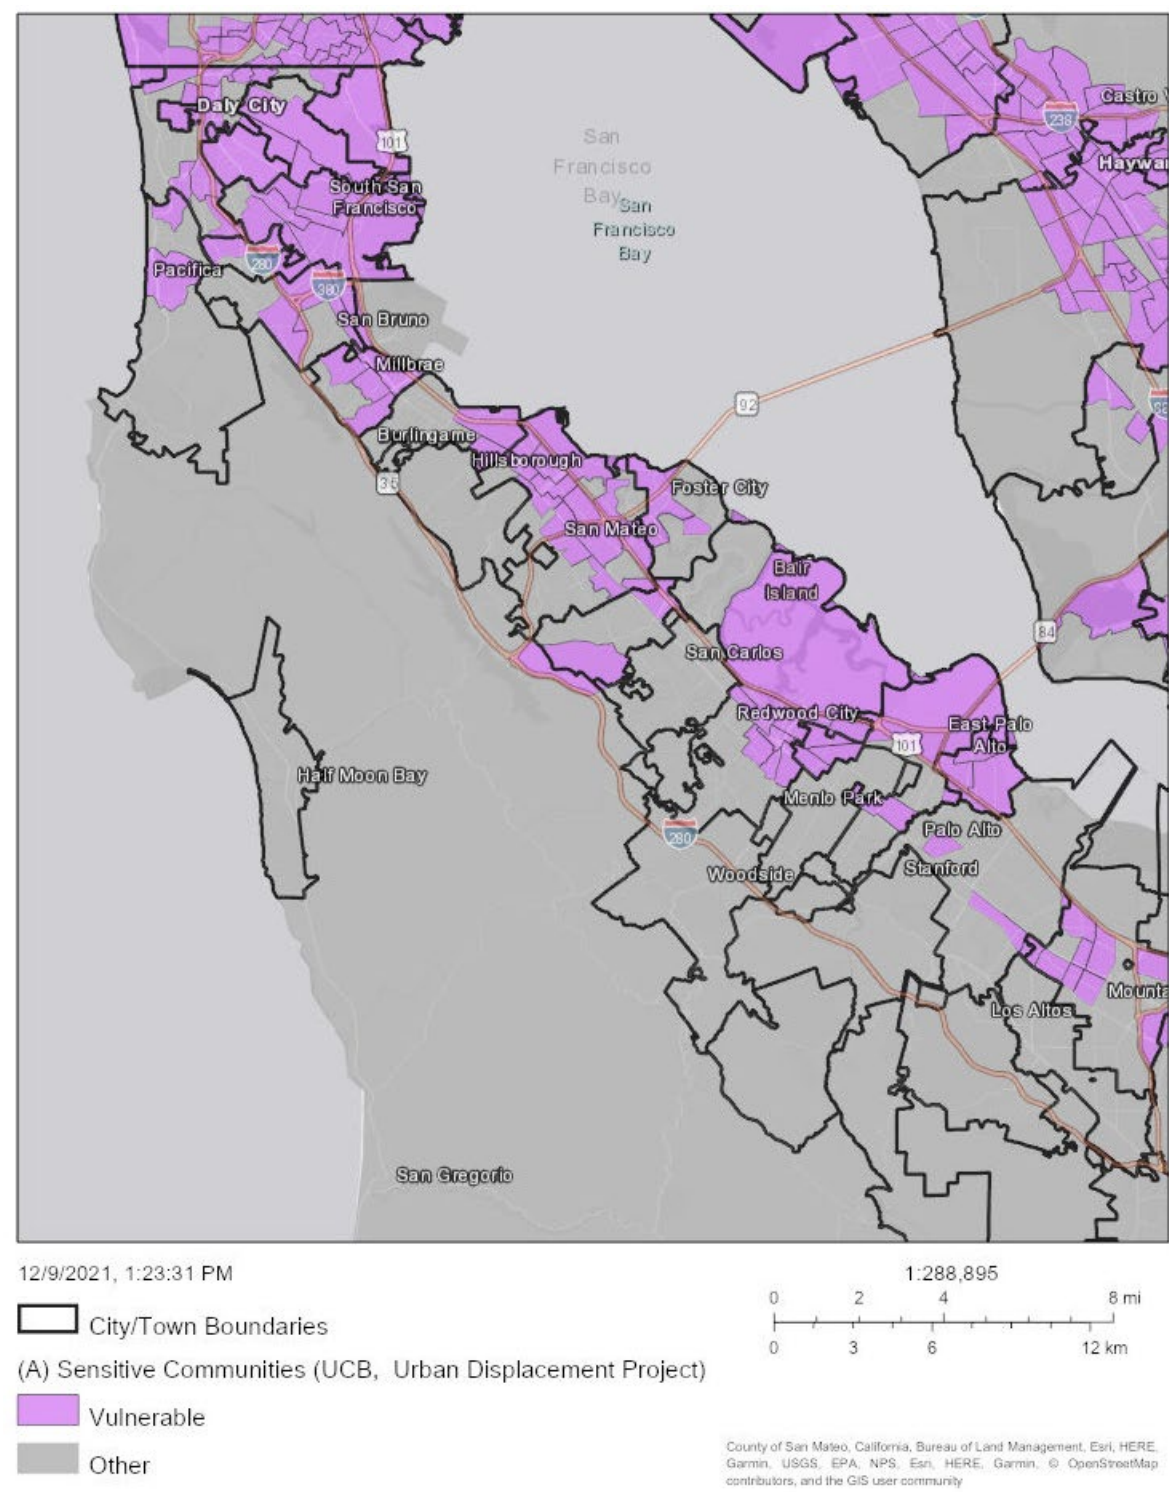 Castro V
238
Daly City
101
Haywa
San
Francisco
Bay
South San
Francisco
San
Francisco
Bay
280
Pacifica
380
San Bruno
Millbrae
92
Burlingame
Hillsborough
35
Foster City
San Mateo
Bair
Island
84
San Carlos
Redwood City
East Palo
Alto
101
Half Moon Bay
Menlo Park
Palo Alto
280
Woodside
Stanford
Mounta
Los Altos
San Gregorio
12/9/2021, 1:23:31 PM
1:288,895
0 2 4 8 mi
0 3 6 12 km
City/Town Boundaries
(A) Sensitive Communities (UCB, Urban Displacement Project)
Vulnerable
Other
County of San Mateo, California, Bureau of Land Management, Esri, HERE,
Garmin, USGS, EPA, NPS, Esri, HERE, Garmin, © OpenStreetMap
contributors, and the GIS user community